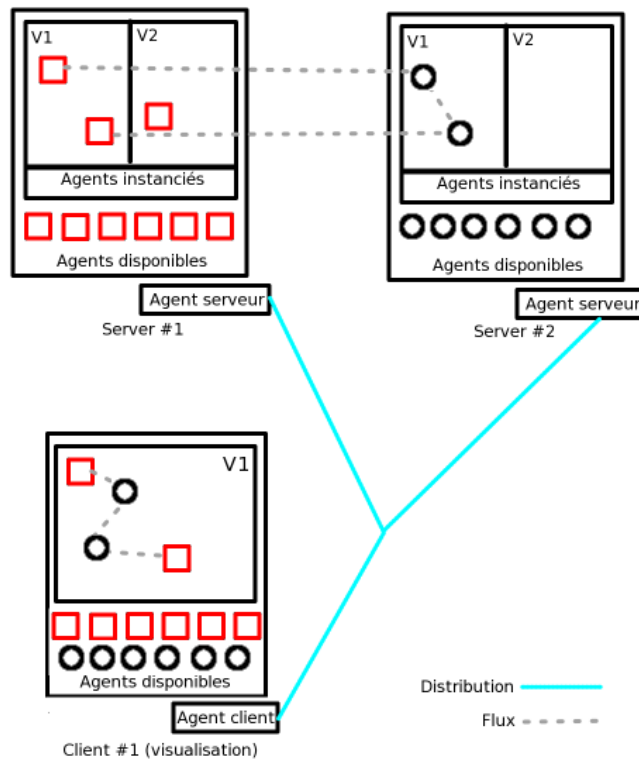 V1
V2
Agents instanciés
Agents disponibles
Agent serveur
Server #1
V1
V2
Agents instanciés
Agents disponibles
Agent serveur
Server #2
V1
Agents disponibles
Agent client
Client #1 (visualisation)
Distribution
Flux